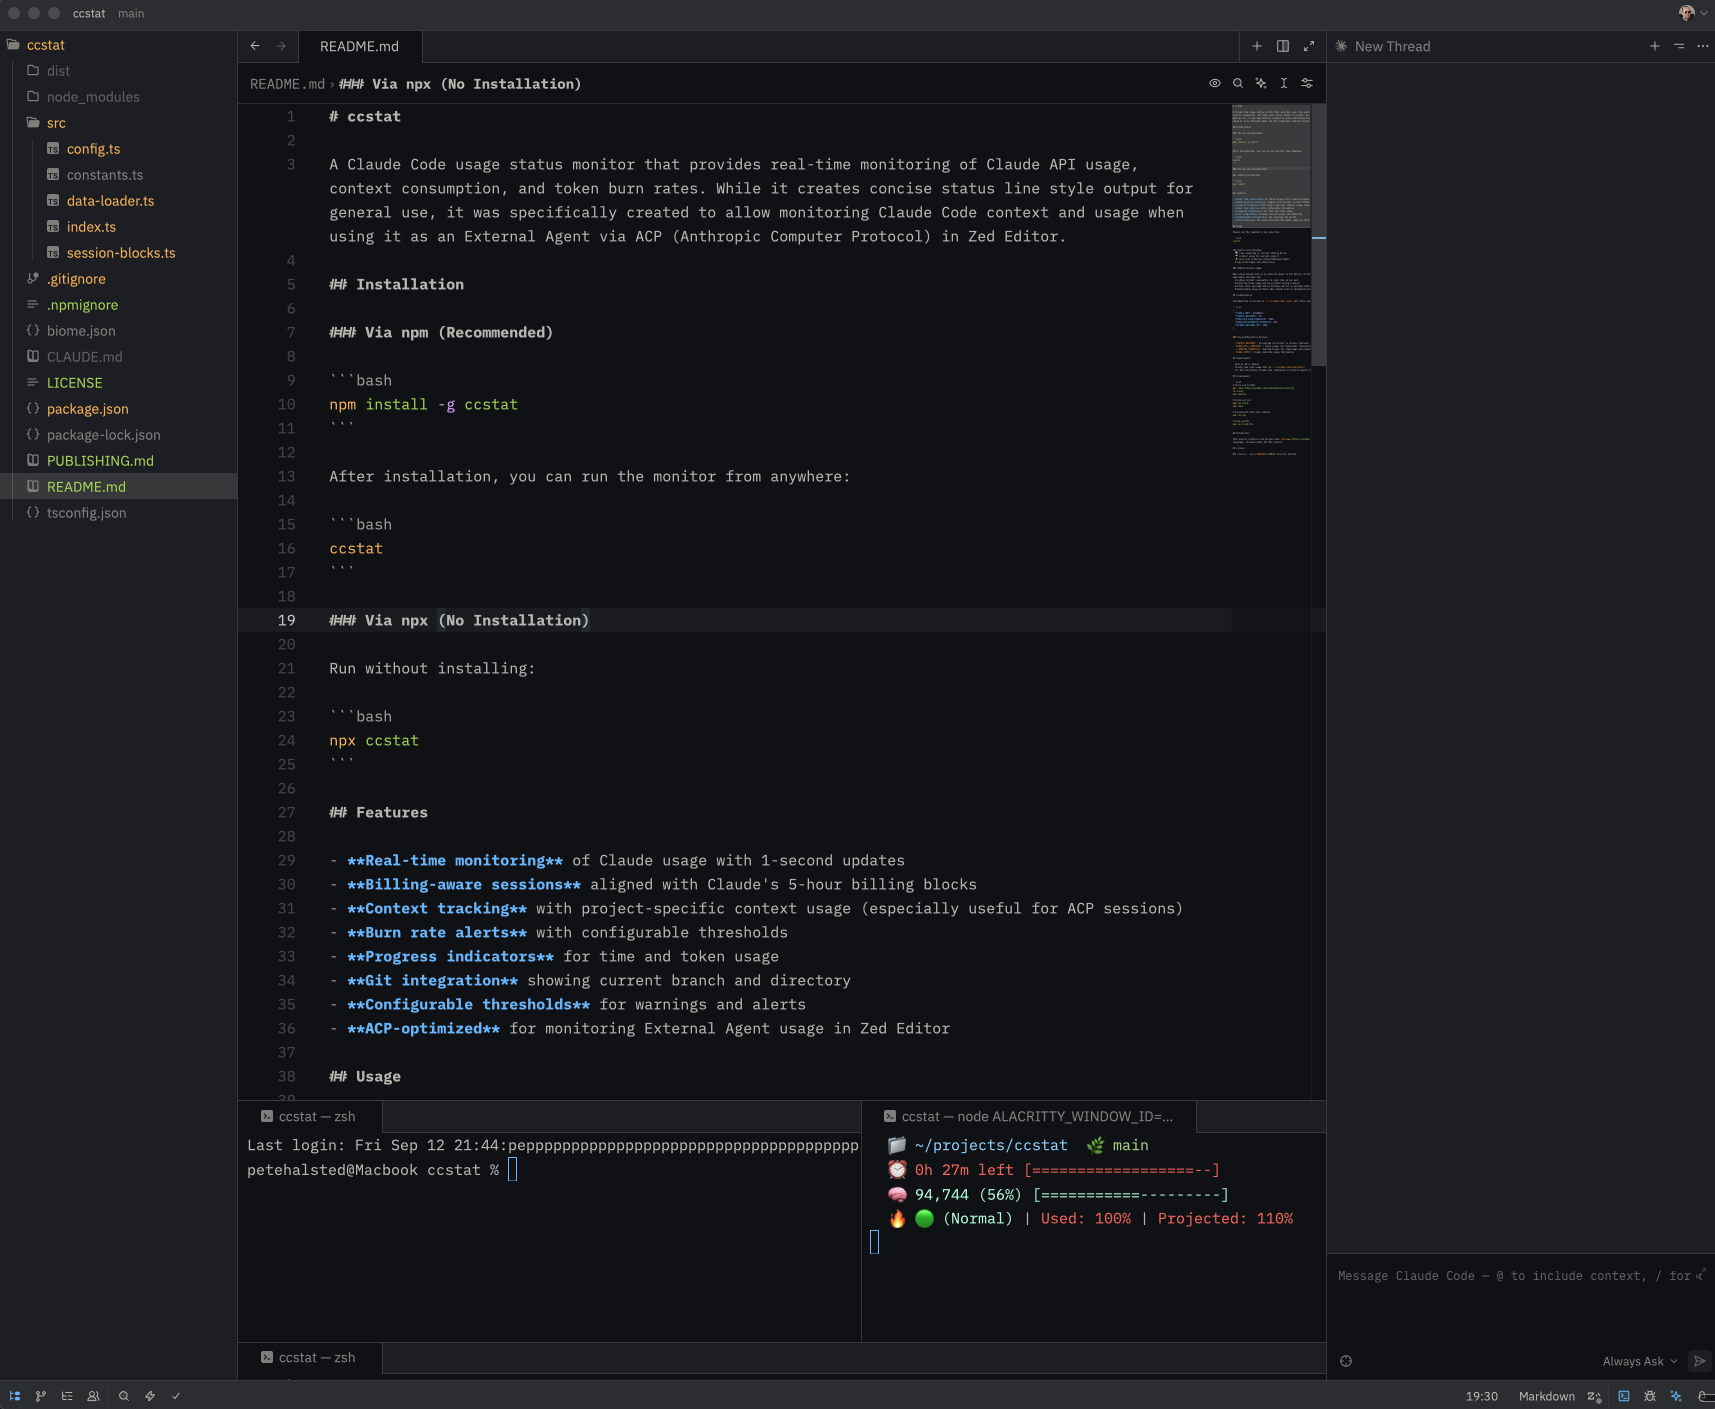 ccstat main
ccstat
dist
node_modules
src
config.ts
constants.ts
data-loader.ts
index.ts
session-blocks.ts
.gitignore
.npmignore
biome.json
CLAUDE.md
LICENSE
package.json
package-lock.json
PUBLISHING.md
README.md
tsconfig.json
README.md
README.md › ### Via npx (No Installation)
1 # ccstat
2
3 A Claude Code usage status monitor that provides real-time monitoring of Claude API usage,
context consumption, and token burn rates. While it creates concise status line style output for
general use, it was specifically created to allow monitoring Claude Code context and usage when
using it as an External Agent via ACP (Anthropic Computer Protocol) in Zed Editor.
4
5 ## Installation
6
7 ### Via npm (Recommended)
8
9 ```bash
10 npm install -g ccstat
11 ```
12
13 After installation, you can run the monitor from anywhere:
14
15 ```bash
16 ccstat
17 ```
18
19 ### Via npx (No Installation)
20
21 Run without installing:
22
23 ```bash
24 npx ccstat
25 ```
26
27 ## Features
28
29 - **Real-time monitoring** of Claude usage with 1-second updates
30 - **Billing-aware sessions** aligned with Claude's 5-hour billing blocks
31 - **Context tracking** with project-specific context usage (especially useful for ACP sessions)
32 - **Burn rate alerts** with configurable thresholds
33 - **Progress indicators** for time and token usage
34 - **Git integration** showing current branch and directory
35 - **Configurable thresholds** for warnings and alerts
36 - **ACP-optimized** for monitoring External Agent usage in Zed Editor
37
38 ## Usage
39
ccstat — zsh
Last login: Fri Sep 12 21:44:peppppppppppppppppppppppppppppppppppppp
petehalsted@Macbook ccstat %
ccstat — node ALACRITTY_WINDOW_ID=...
~/projects/ccstat main
0h 27m left [==================--]
94,744 (56%) [===========---------]
(Normal) | Used: 100% | Projected: 110%
ccstat — zsh
New Thread
Message Claude Code — @ to include context, / for
Always Ask
19:30 Markdown